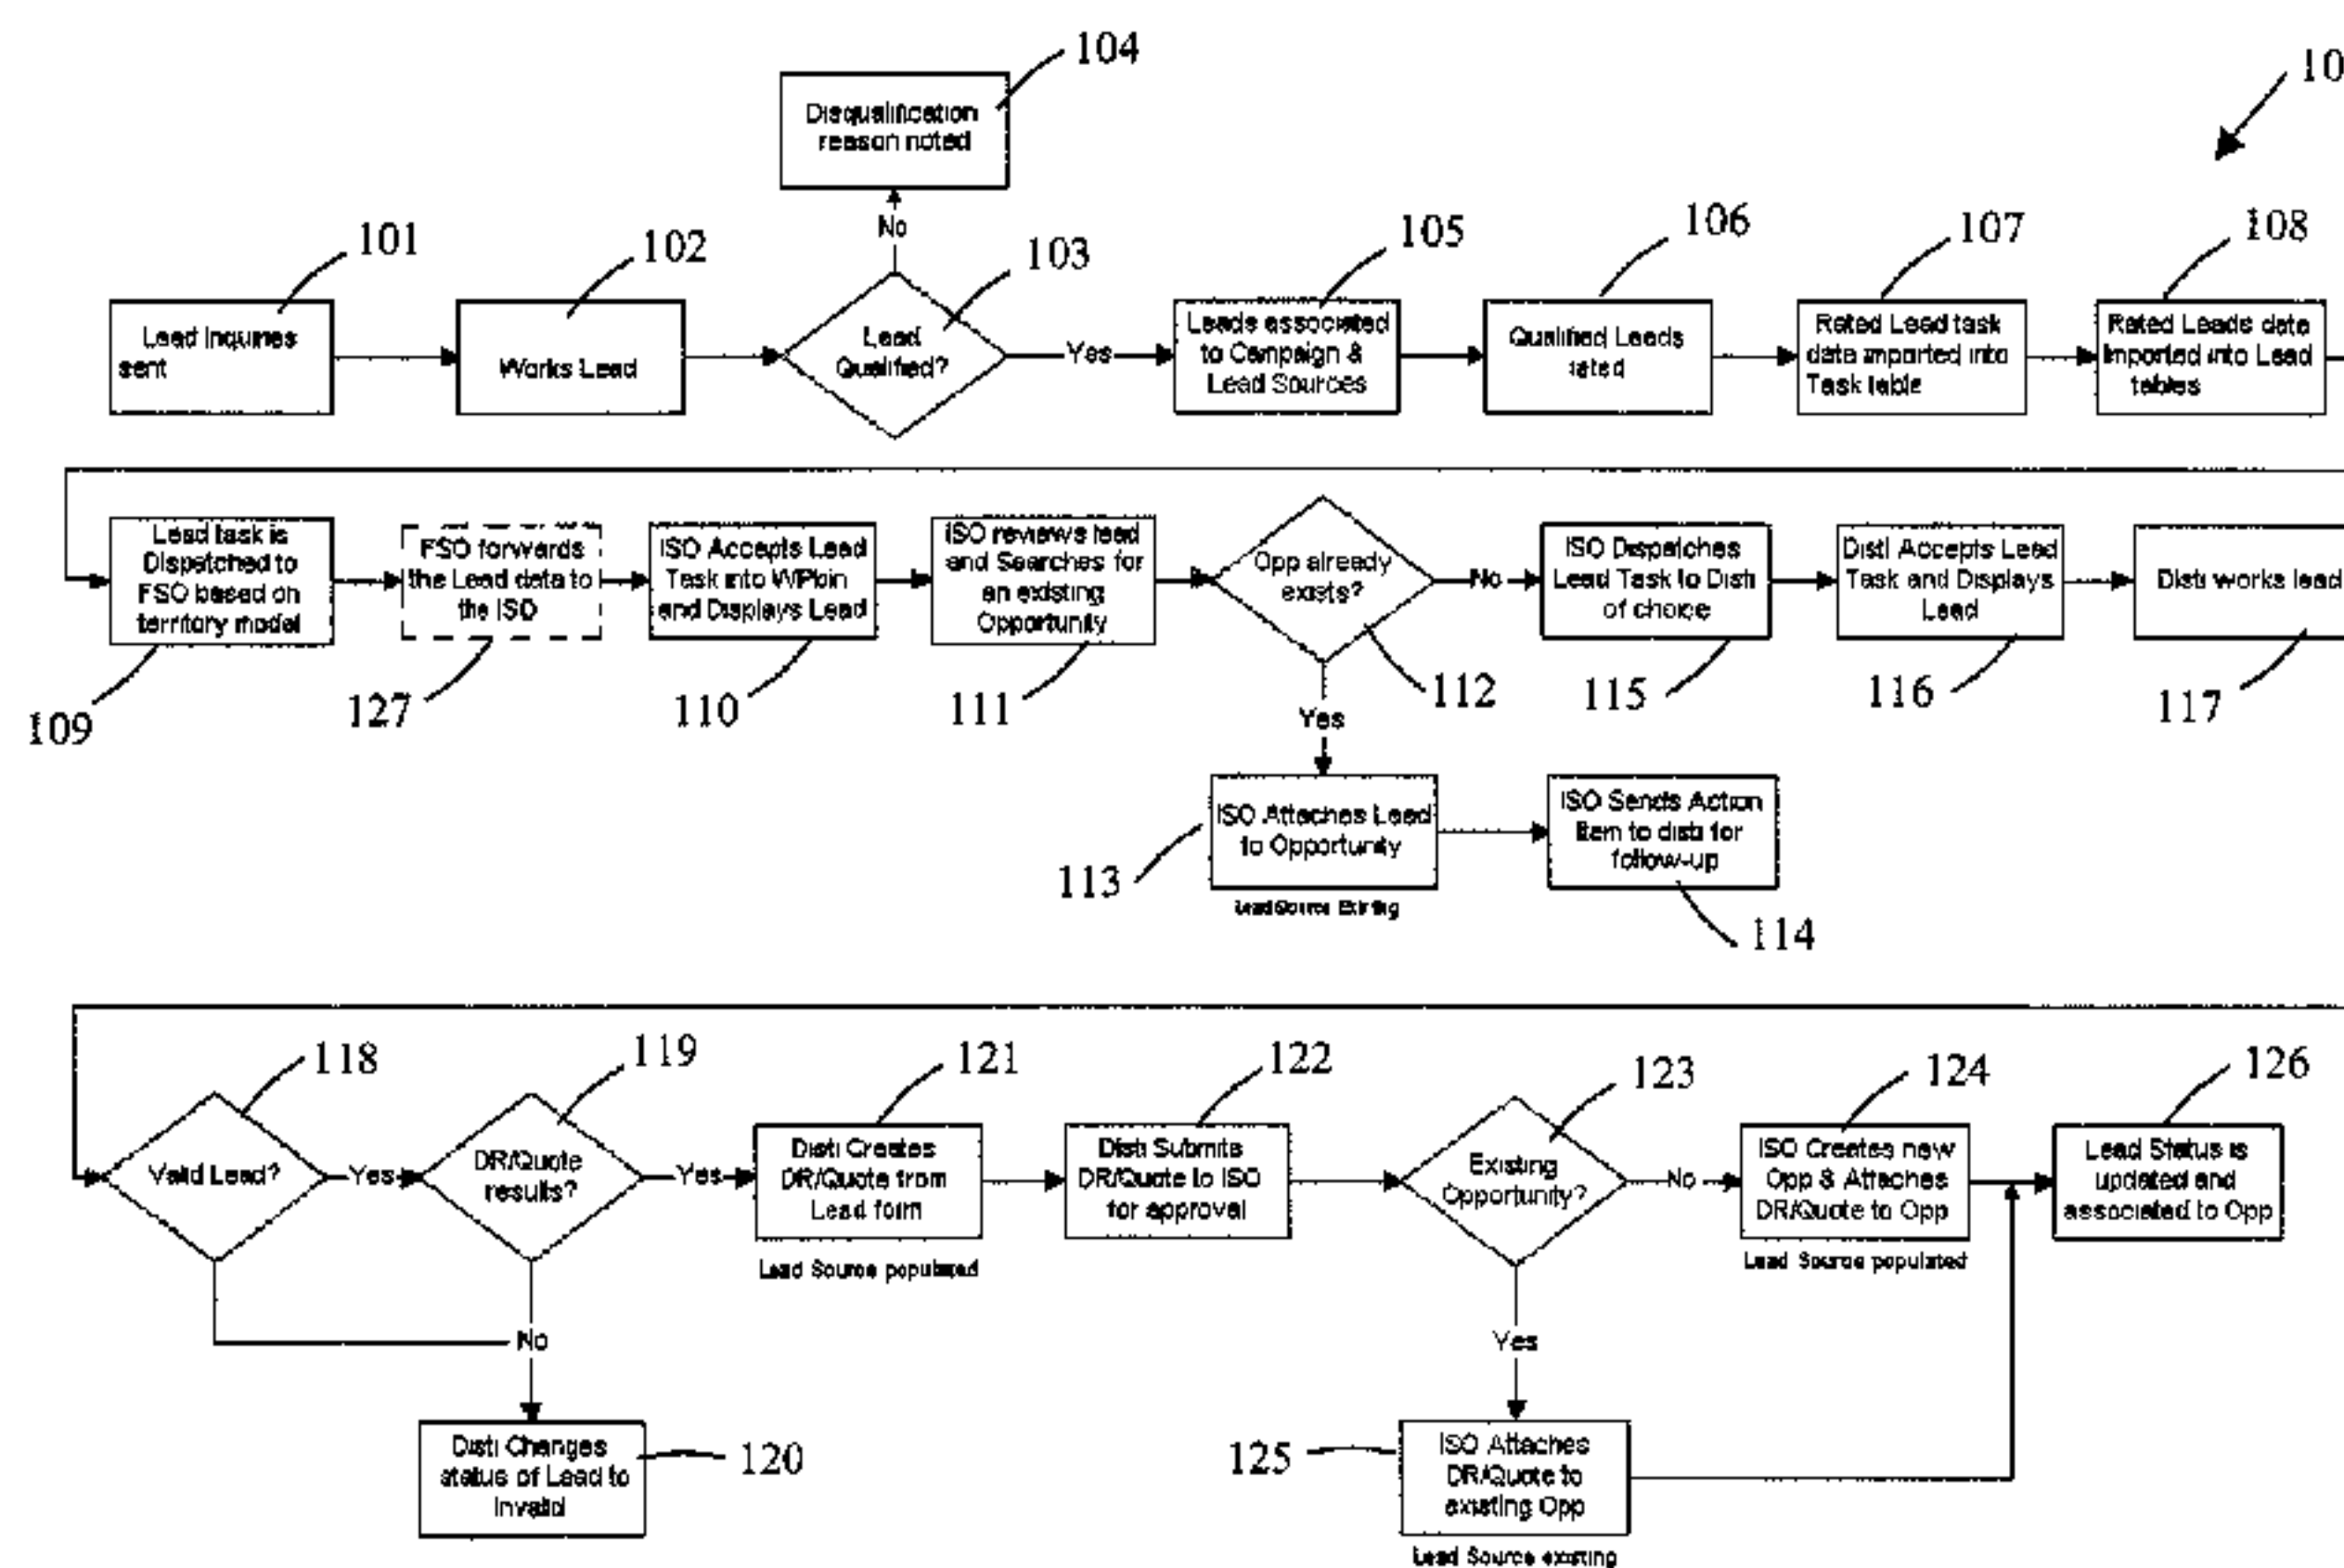 104
10
Disqualification
reason noted
No
101
102
103
105
106
107
108
Lead Inquiries
sent
Works Lead
Lead
Qualified?
Yes
Leads associated
to Campaign &
Lead Sources
Qualified Leads
rated
Rated Lead task
data imported into
Task table
Rated Leads data
Imported into Lead
tables
Lead task is
Dispatched to
FSO based on
territory model
FSO forwards
the Lead data to
the ISO
ISO Accepts Lead
Task into WIPbin
and Displays Lead
ISO reviews lead
and Searches for
an existing
Opportunity
Opp already
exists?
No
ISO Dispatches
Lead Task to Disti
of choice
Disti Accepts Lead
Task and Displays
Lead
Disti works lead
109
127
110
111
112
115
116
117
Yes
ISO Attaches Lead
to Opportunity
Lead Source Existing
ISO Sends Action
Item to disti for
follow-up
113
114
118
119
121
122
123
124
126
Valid Lead?
Yes
DR/Quote
results?
Yes
Disti Creates
DR/Quote from
Lead form
Lead Source populated
Disti Submits
DR/Quote to ISO
for approval
Existing
Opportunity?
No
ISO Creates new
Opp & Attaches
DR/Quote to Opp
Lead Source populated
Lead Status is
updated and
associated to Opp
No
Yes
Disti Changes
status of Lead to
Invalid
120
125
ISO Attaches
DR/Quote to
existing Opp
Lead Source existing